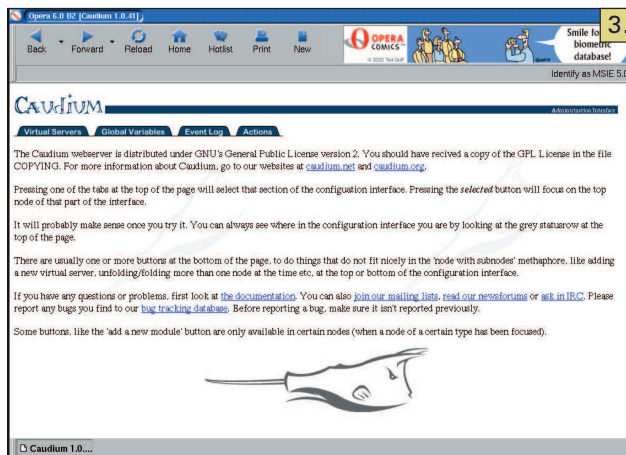 Opera 6.0 B2 [Caudium 1.0.41]
3.
Back Forward Reload Home Hotlist Print New
OPERA COMICS
© 2002 Ted Goff
Smile fo
biometric
database!
Identify as MSIE 5.0
CAUdIUM
Administration Interface
Virtual Servers Global Variables Event Log Actions
The Caudium webserver is distributed under GNU's General Public License version 2. You should have recived a copy of the GPL License in the file
COPYING. For more information about Caudium, go to our websites at caudium.net and caudium.org.
Pressing one of the tabs at the top of the page will select that section of the configuation interface. Pressing the selected button will focus on the top
node of that part of the interface.
It will probably make sense once you try it. You can always see where in the configuration interface you are by looking at the grey statusrow at the
top of the page.
There are usually one or more buttons at the bottom of the page, to do things that do not fit nicely in the 'node with subnodes' methaphore, like adding
a new virtual server, unfolding/folding more than one node at the time etc, at the top or bottom of the configuration interface.
If you have any questions or problems, first look at the documentation. You can also join our mailing lists, read our newsforums or ask in IRC. Please
report any bugs you find to our bug tracking database. Before reporting a bug, make sure it isn't reported previously.
Some buttons, like the 'add a new module' button are only available in certain nodes (when a node of a certain type has been focused).
Caudium 1.0....